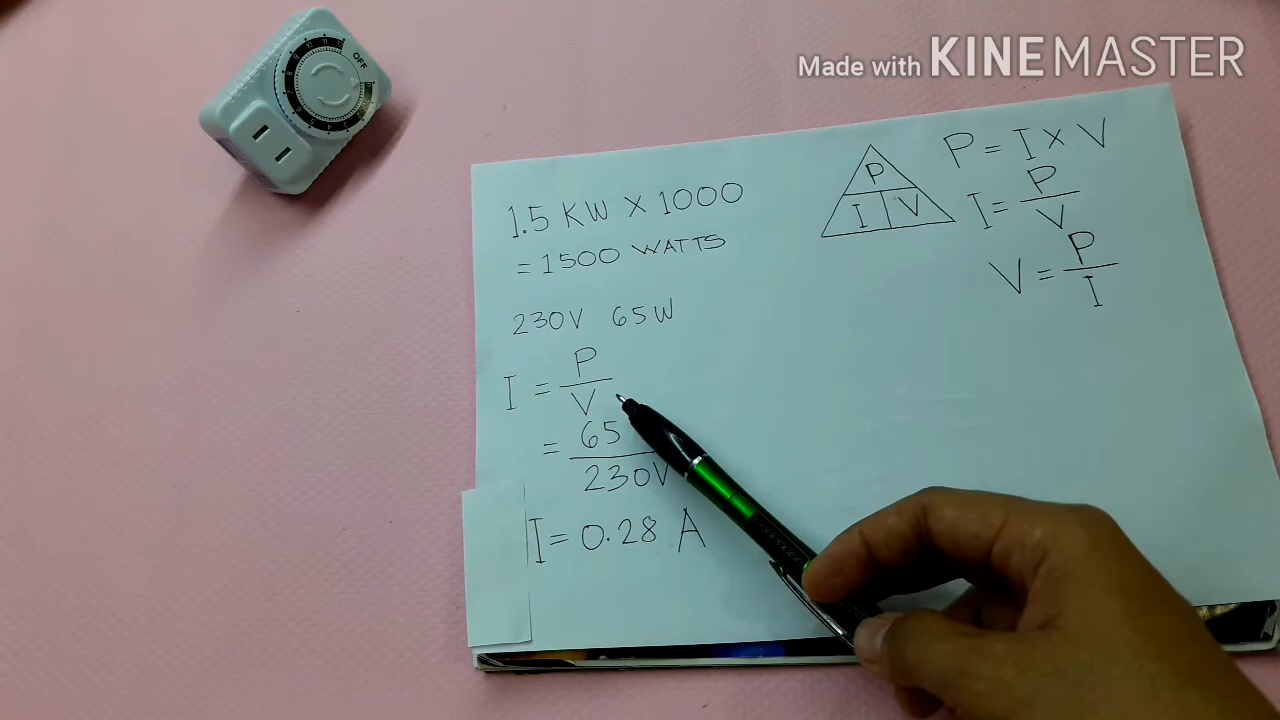 Made with KINEMASTER
OFF
1.5 KW X 1000
= 1500 WATTS
230V 65W
I = P
V
= 65
230V
I = 0.28 A
P
I V
P = I X V
I = P
V
V = P
I